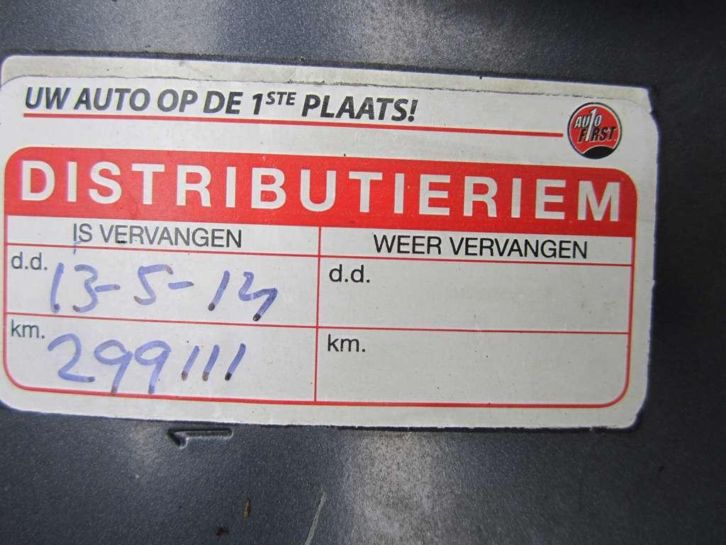 UW AUTO OP DE 1STE PLAATS!
AUTO
FIRST
DISTRIBUTIERIEM
IS VERVANGEN
WEER VERVANGEN
d.d. 13-5-14
d.d.
km. 299111
km.